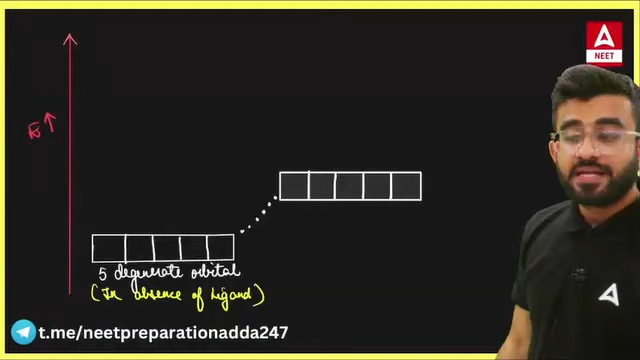 A
NEET
E↑
5 degenerate orbital
(In absence of Ligand)
t.me/neetpreparationadda247